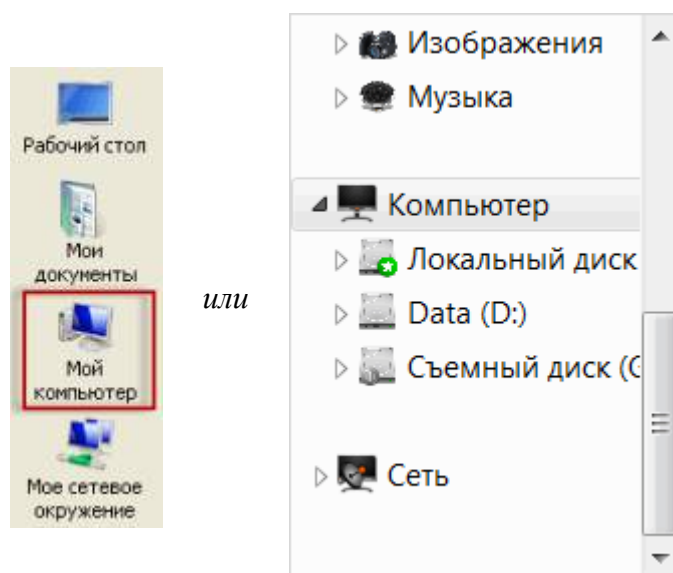 Рабочий стол
Мои
документы
Мой
компьютер
Мое сетевое
окружение
или
Изображения
Музыка
Компьютер
Локальный диск
Data (D:)
Съемный диск (G
Сеть